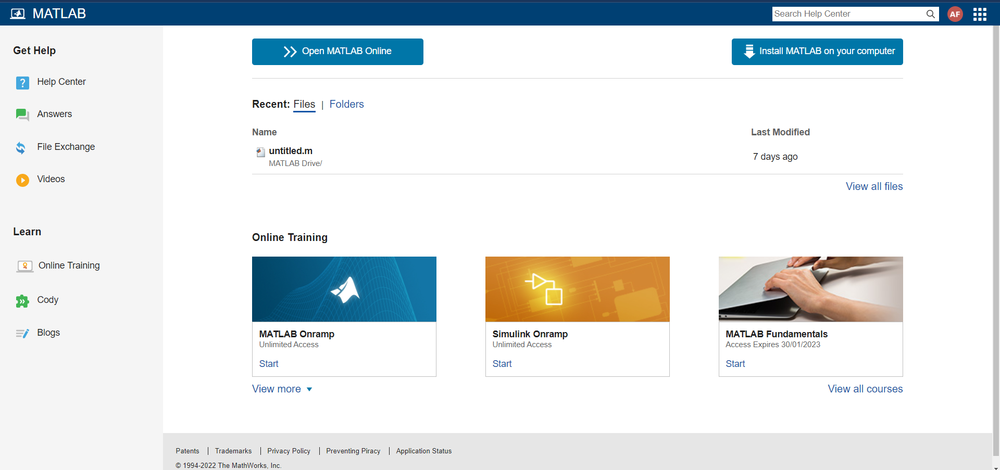 MATLAB
Search Help Center
AF
Get Help
Help Center
Answers
File Exchange
Videos
Learn
Online Training
Cody
Blogs
Open MATLAB Online
Install MATLAB on your computer
Recent: Files | Folders
Name Last Modified
untitled.m
MATLAB Drive/
7 days ago
View all files
Online Training
MATLAB Onramp
Unlimited Access
Start
Simulink Onramp
Unlimited Access
Start
MATLAB Fundamentals
Access Expires 30/01/2023
Start
View more
View all courses
Patents | Trademarks | Privacy Policy | Preventing Piracy | Application Status
© 1994-2022 The MathWorks, Inc.